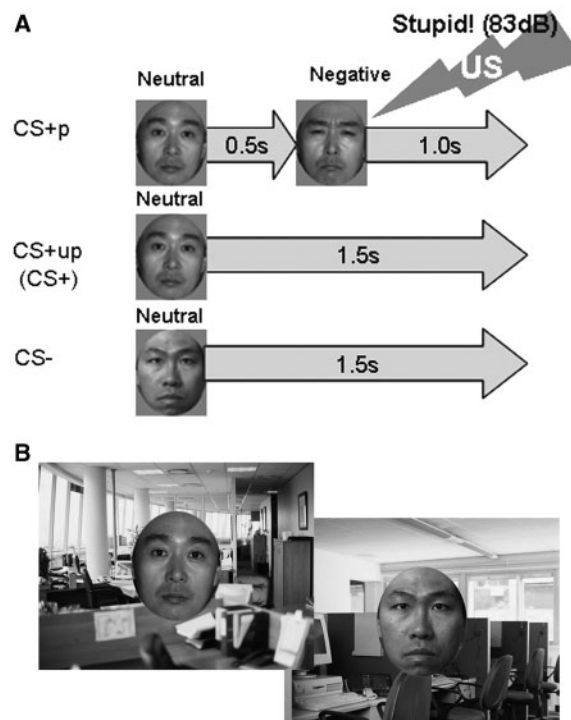 A
Stupid! (83dB)
US
Neutral
Negative
CS+p
0.5s
1.0s
Neutral
CS+up
(CS+)
1.5s
Neutral
CS-
1.5s
B